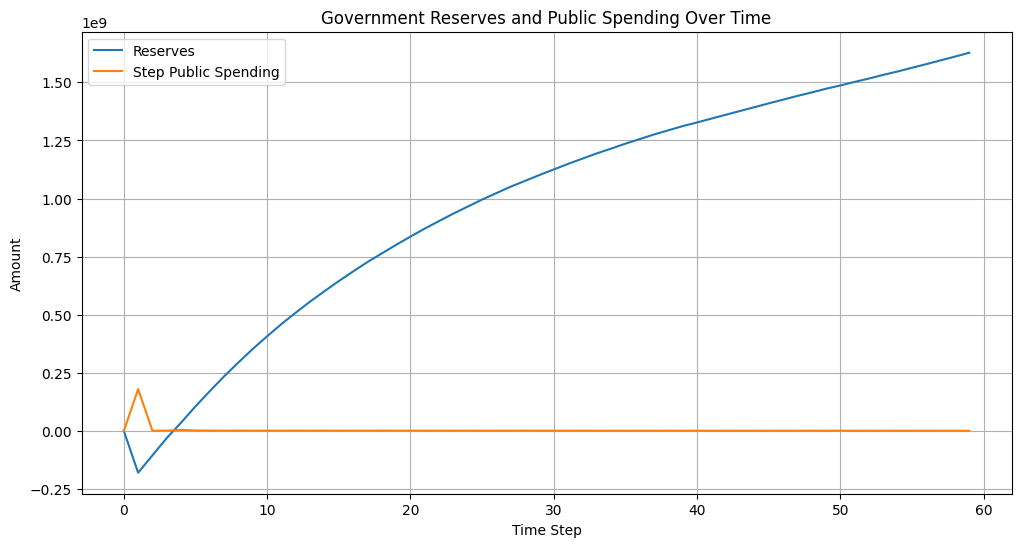 Government Reserves and Public Spending Over Time
1e9
Reserves
Step Public Spending
1.50
1.25
1.00
0.75
0.50
0.25
0.00
−0.25
Amount
0 10 20 30 40 50 60
Time Step